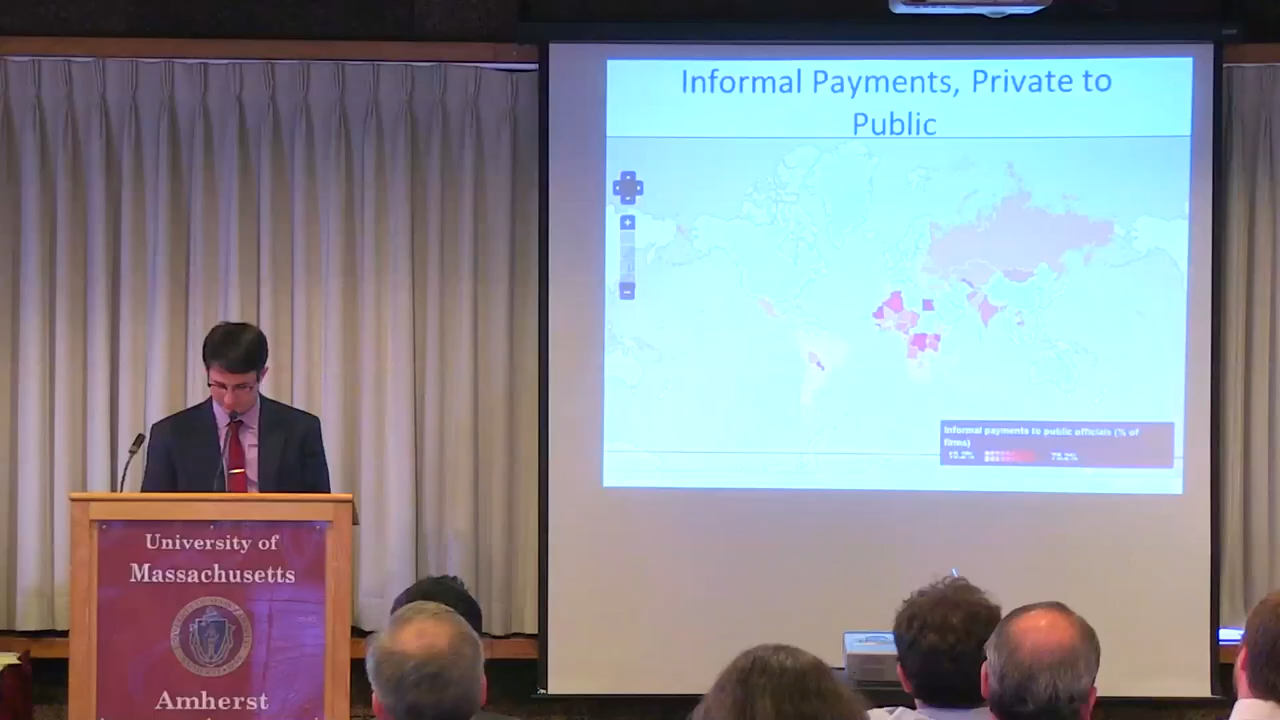 Informal Payments, Private to
Public
Informal payments to public officials (% of
firms)
University of
Massachusetts
Amherst